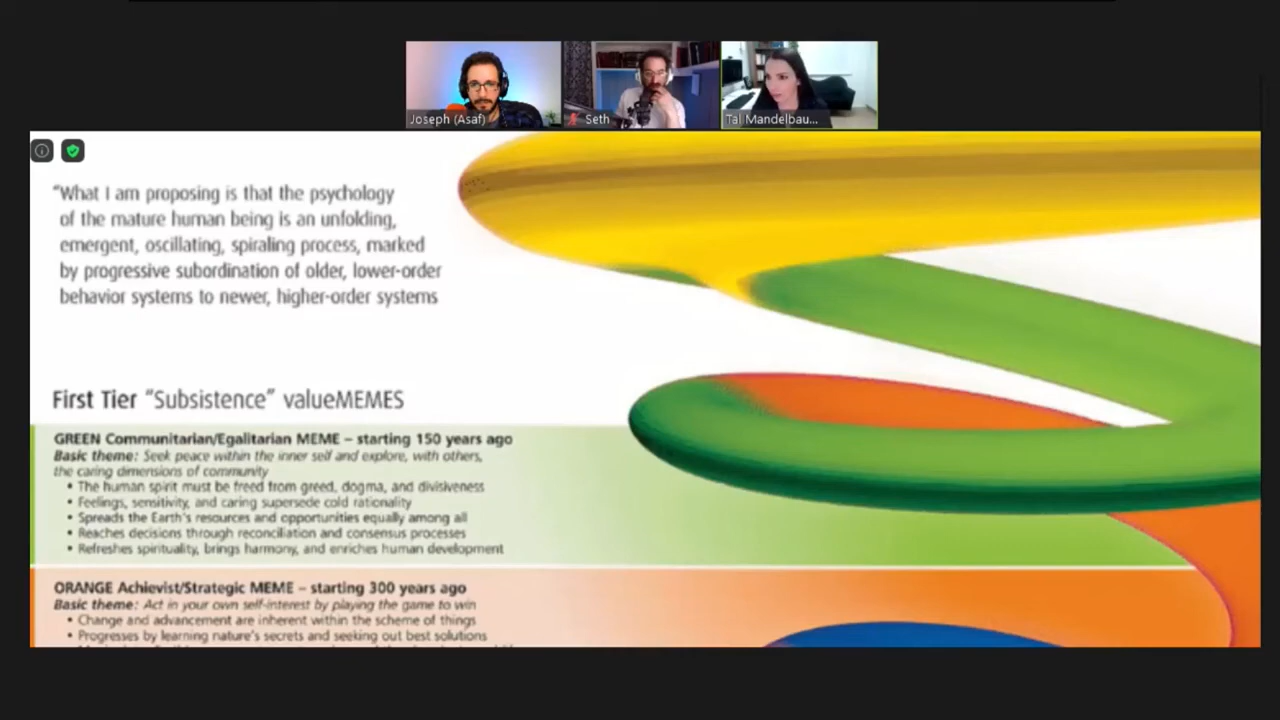 Joseph (Asaf)
Seth
Tal Mandelbau...
“What I am proposing is that the psychology
of the mature human being is an unfolding,
emergent, oscillating, spiraling process, marked
by progressive subordination of older, lower-order
behavior systems to newer, higher-order systems
First Tier “Subsistence” valueMEMES
GREEN Communitarian/Egalitarian MEME – starting 150 years ago
Basic theme: Seek peace within the inner self and explore, with others,
the caring dimensions of community
• The human spirit must be freed from greed, dogma, and divisiveness
• Feelings, sensitivity, and caring supersede cold rationality
• Spreads the Earth's resources and opportunities equally among all
• Reaches decisions through reconciliation and consensus processes
• Refreshes spirituality, brings harmony, and enriches human development
ORANGE Achievist/Strategic MEME – starting 300 years ago
Basic theme: Act in your own self-interest by playing the game to win
• Change and advancement are inherent within the scheme of things
• Progresses by learning nature's secrets and seeking out best solutions